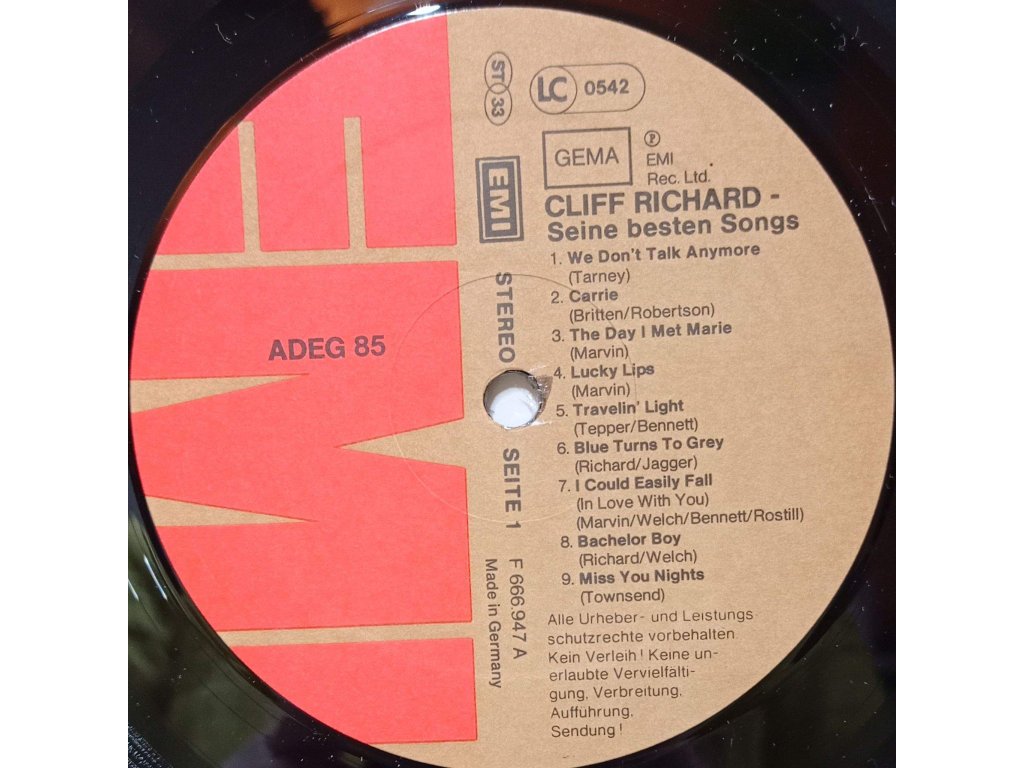 EMI
ADEG 85
ST 33
LC 0542
GEMA
℗
EMI
Rec. Ltd.
EMI
STEREO
SEITE 1
F 666.947 A
Made in Germany
CLIFF RICHARD -
Seine besten Songs
1. We Don't Talk Anymore
(Tarney)
2. Carrie
(Britten/Robertson)
3. The Day I Met Marie
(Marvin)
4. Lucky Lips
(Marvin)
5. Travelin' Light
(Tepper/Bennett)
6. Blue Turns To Grey
(Richard/Jagger)
7. I Could Easily Fall
(In Love With You)
(Marvin/Welch/Bennett/Rostill)
8. Bachelor Boy
(Richard/Welch)
9. Miss You Nights
(Townsend)
Alle Urheber- und Leistungs
schutzrechte vorbehalten.
Kein Verleih! Keine un-
erlaubte Vervielfälti-
gung, Verbreitung,
Aufführung,
Sendung!